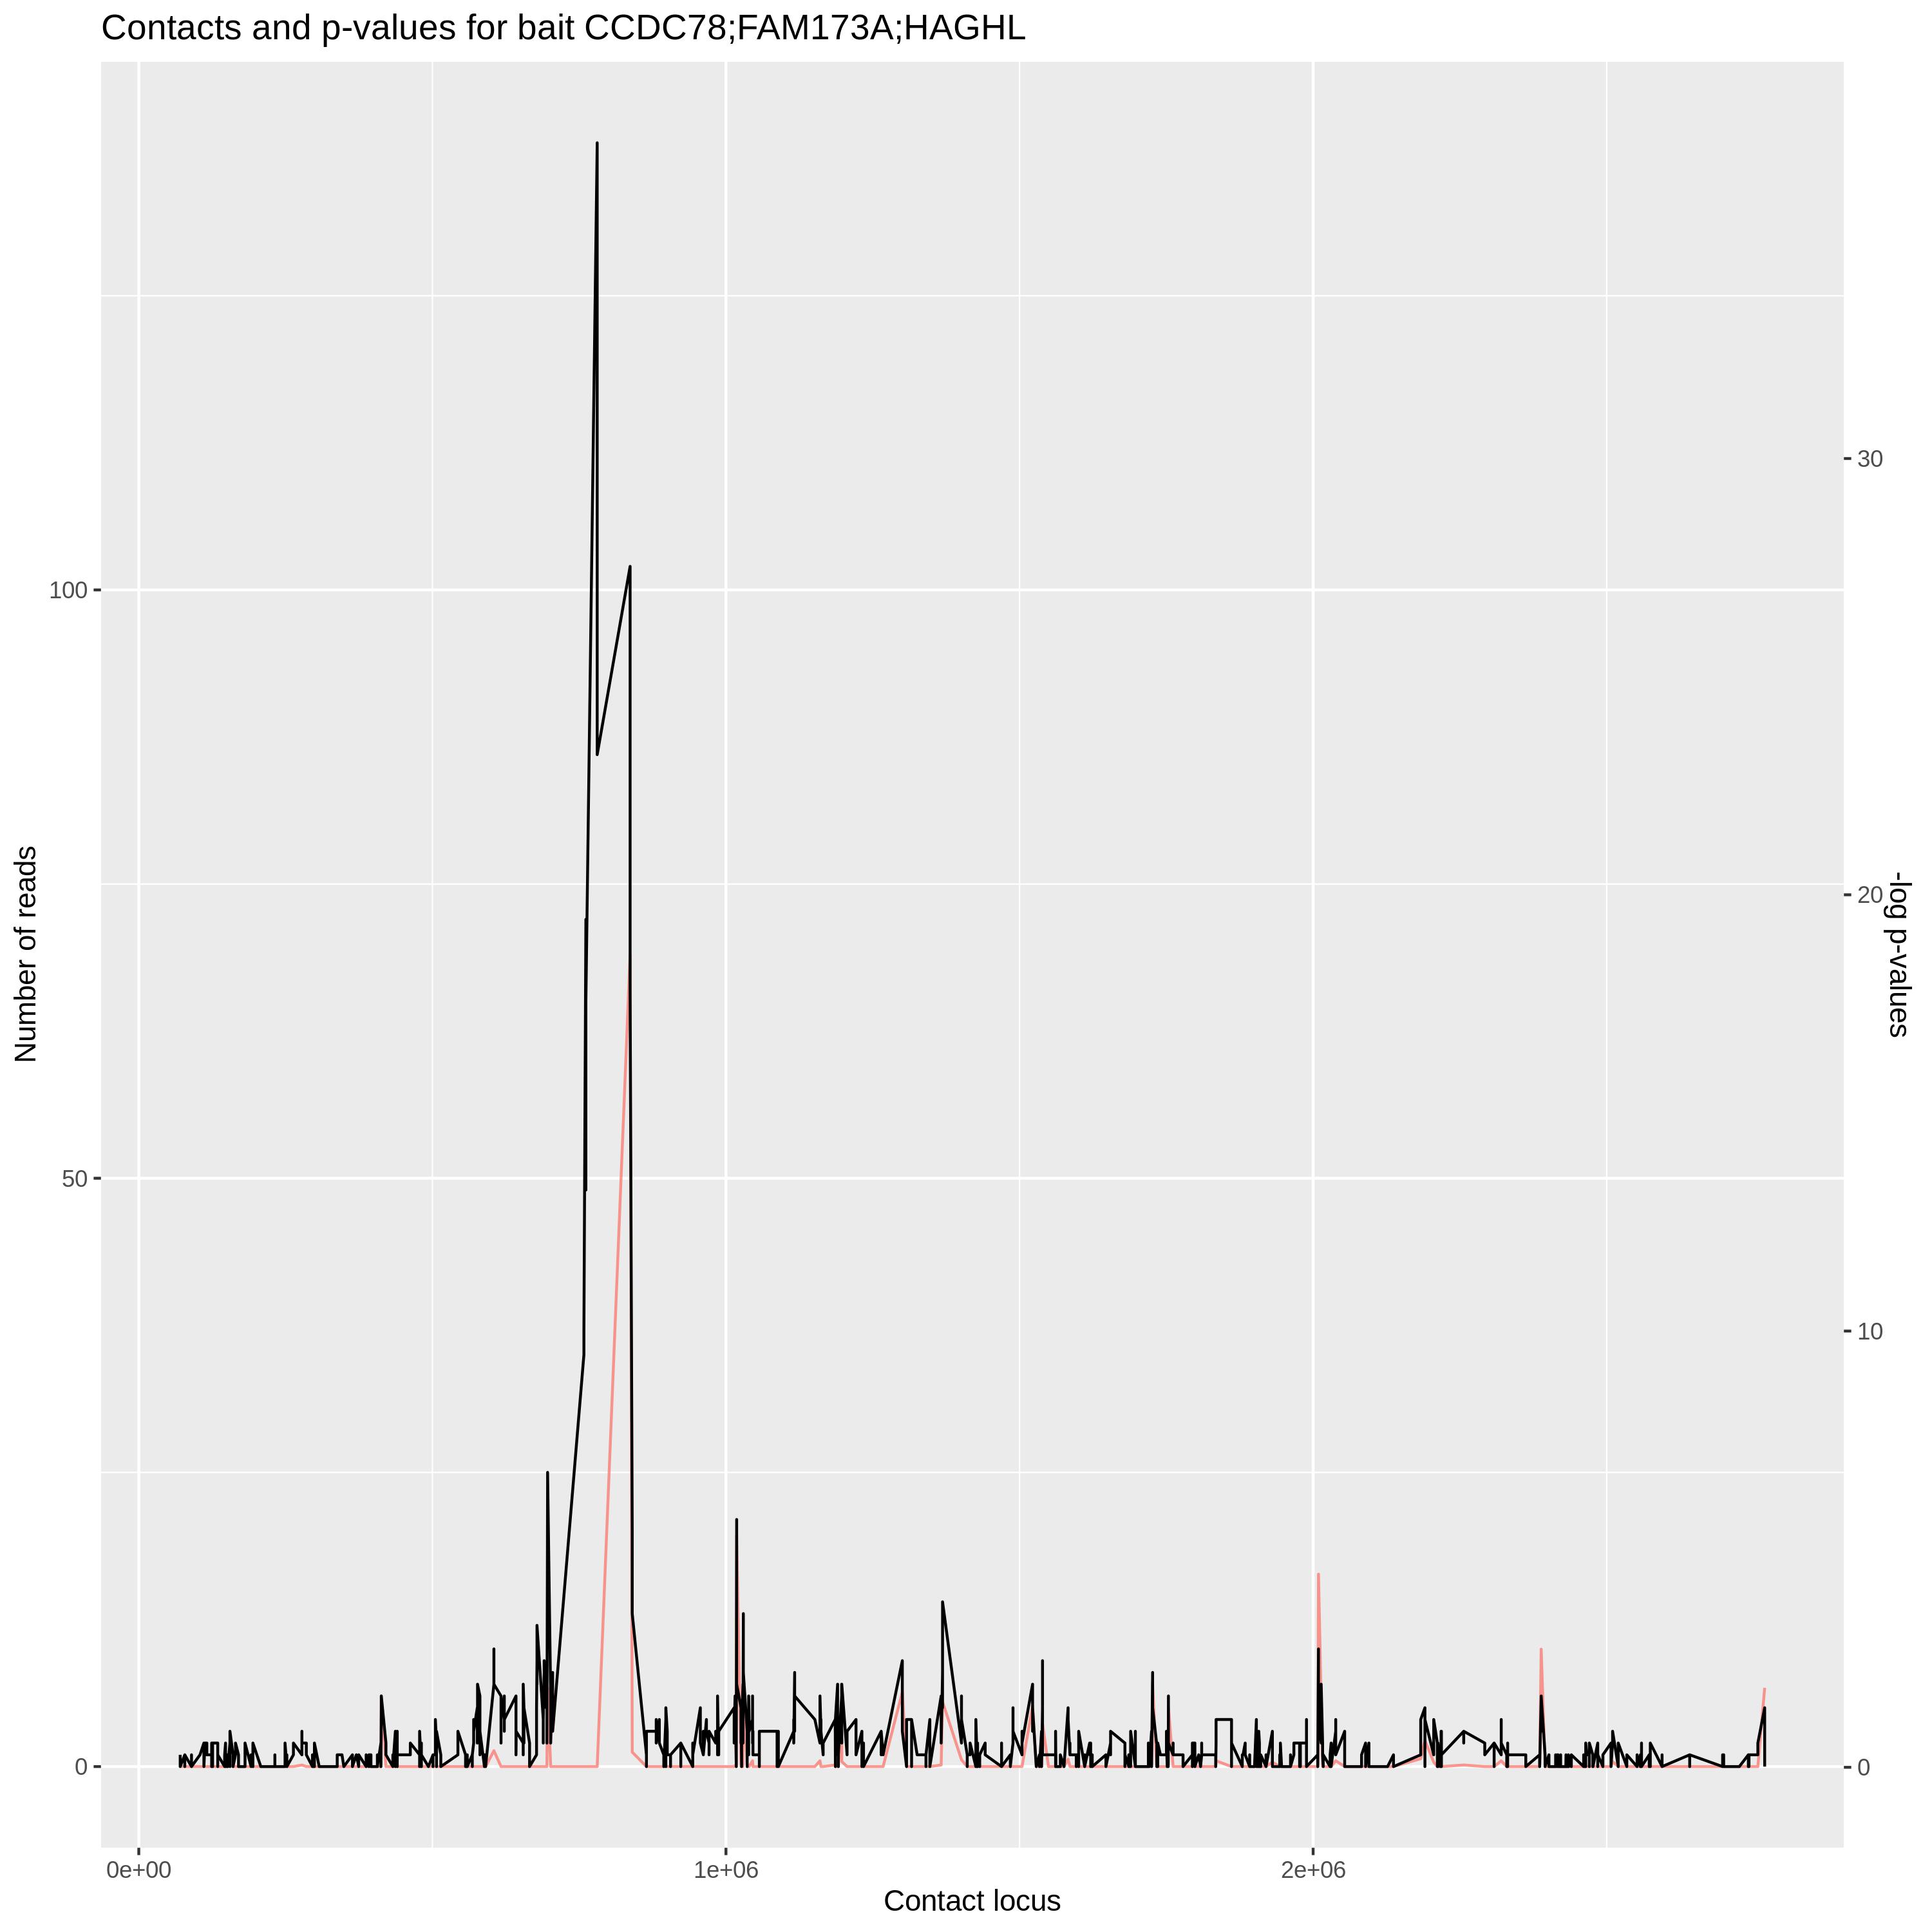 Contacts and p-values for bait CCDC78;FAM173A;HAGHL
Number of reads
100
50
0
30
20
10
0
-log p-values
0e+00
1e+06
2e+06
Contact locus